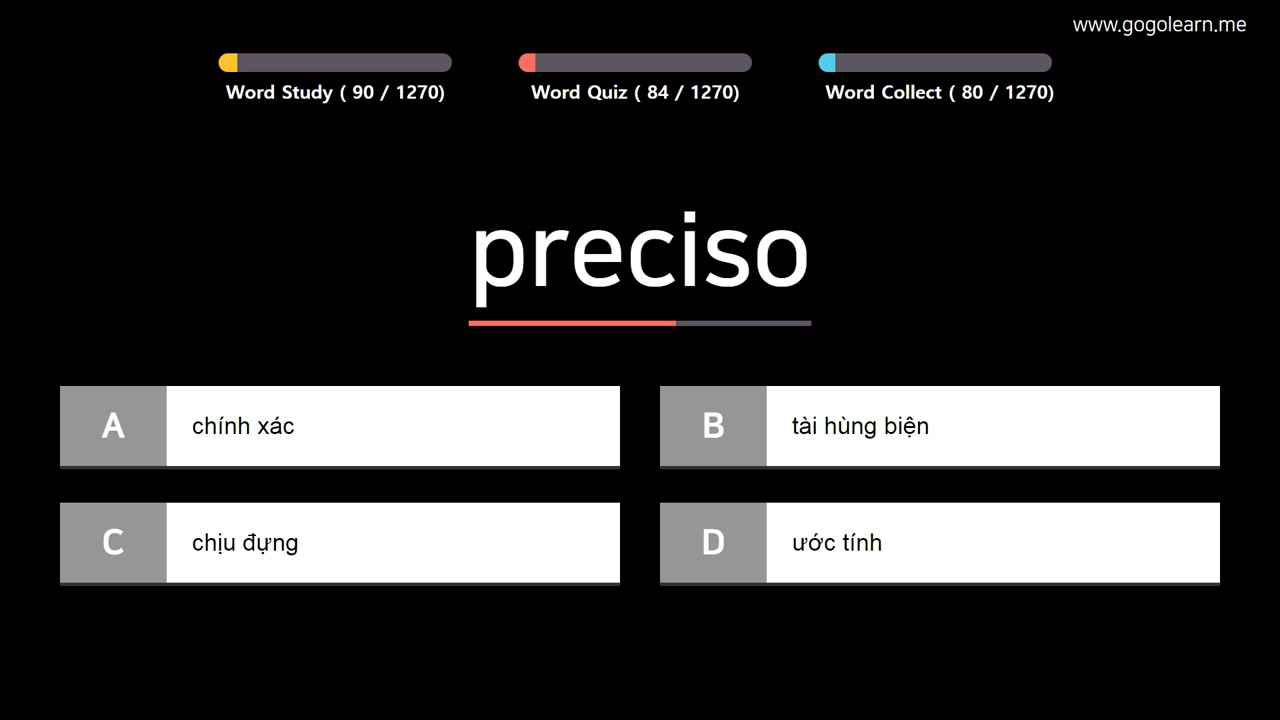 www.gogolearn.me
Word Study ( 90 / 1270)
Word Quiz ( 84 / 1270)
Word Collect ( 80 / 1270)
preciso
A chính xác
B tài hùng biện
C chịu đựng
D ước tính